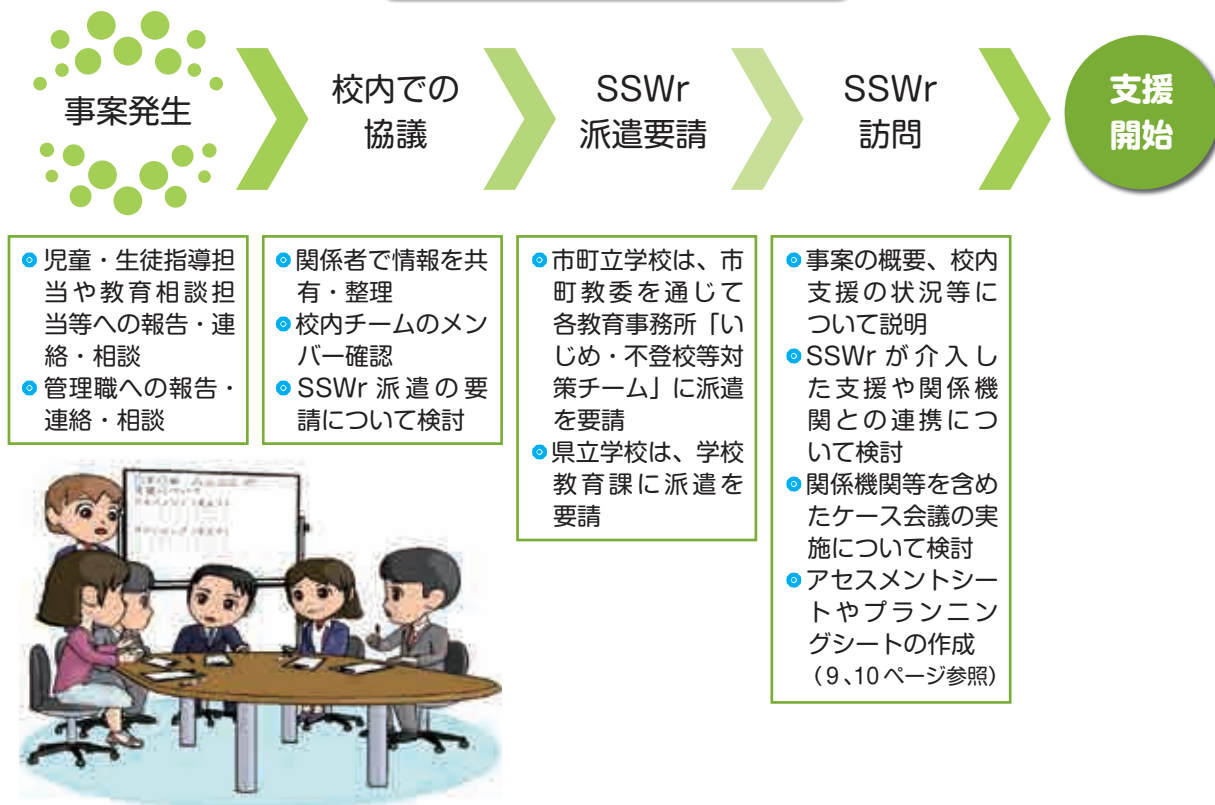 事案発生
校内での
協議
SSWr
派遣要請
SSWr
訪問
支援
開始
児童・生徒指導担
当や教育相談担
当等への報告・連
絡・相談
管理職への報告・
連絡・相談
関係者で情報を共
有・整理
校内チームのメン
バー確認
SSWr 派遣の要
請について検討
市町立学校は、市
町教委を通じて
各教育事務所「い
じめ・不登校等対
策チーム」に派遣
を要請
県立学校は、学校
教育課に派遣を
要請
事案の概要、校内
支援の状況等に
ついて説明
SSWr が介入し
た支援や関係機
関との連携につ
いて検討
関係機関等を含め
たケース会議の実
施について検討
アセスメントシー
トやプランニン
グシートの作成
（9、10ページ参照）